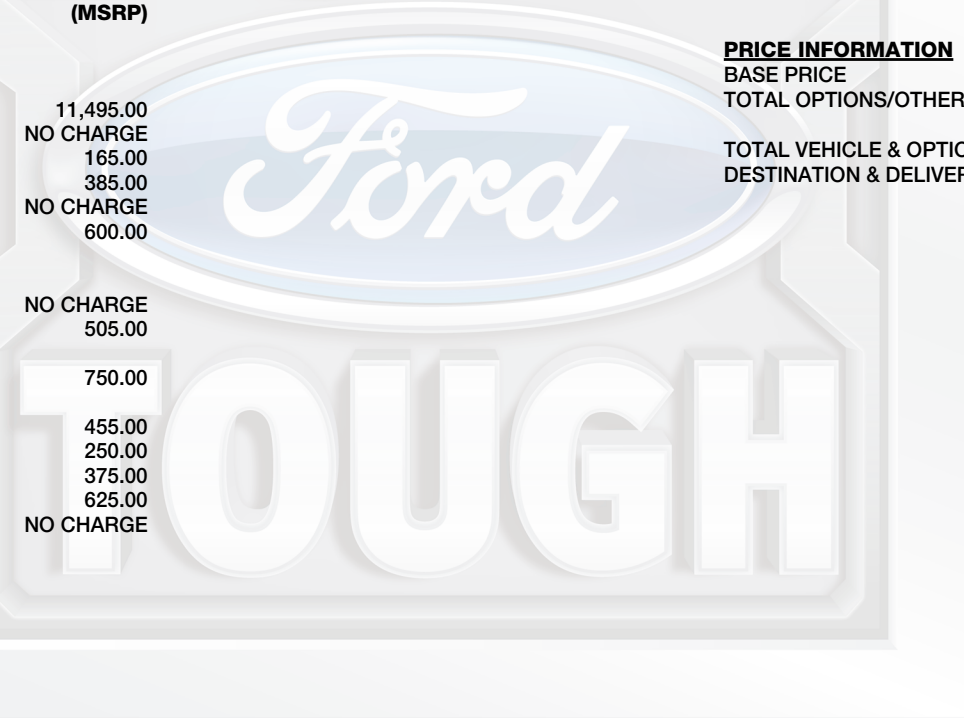 (MSRP)
11,495.00
NO CHARGE
165.00
385.00
NO CHARGE
600.00
NO CHARGE
505.00
750.00
455.00
250.00
375.00
625.00
NO CHARGE
PRICE INFORMATION
BASE PRICE
TOTAL OPTIONS/OTHER
TOTAL VEHICLE & OPTIO
DESTINATION & DELIVER
Ford
TOUGH